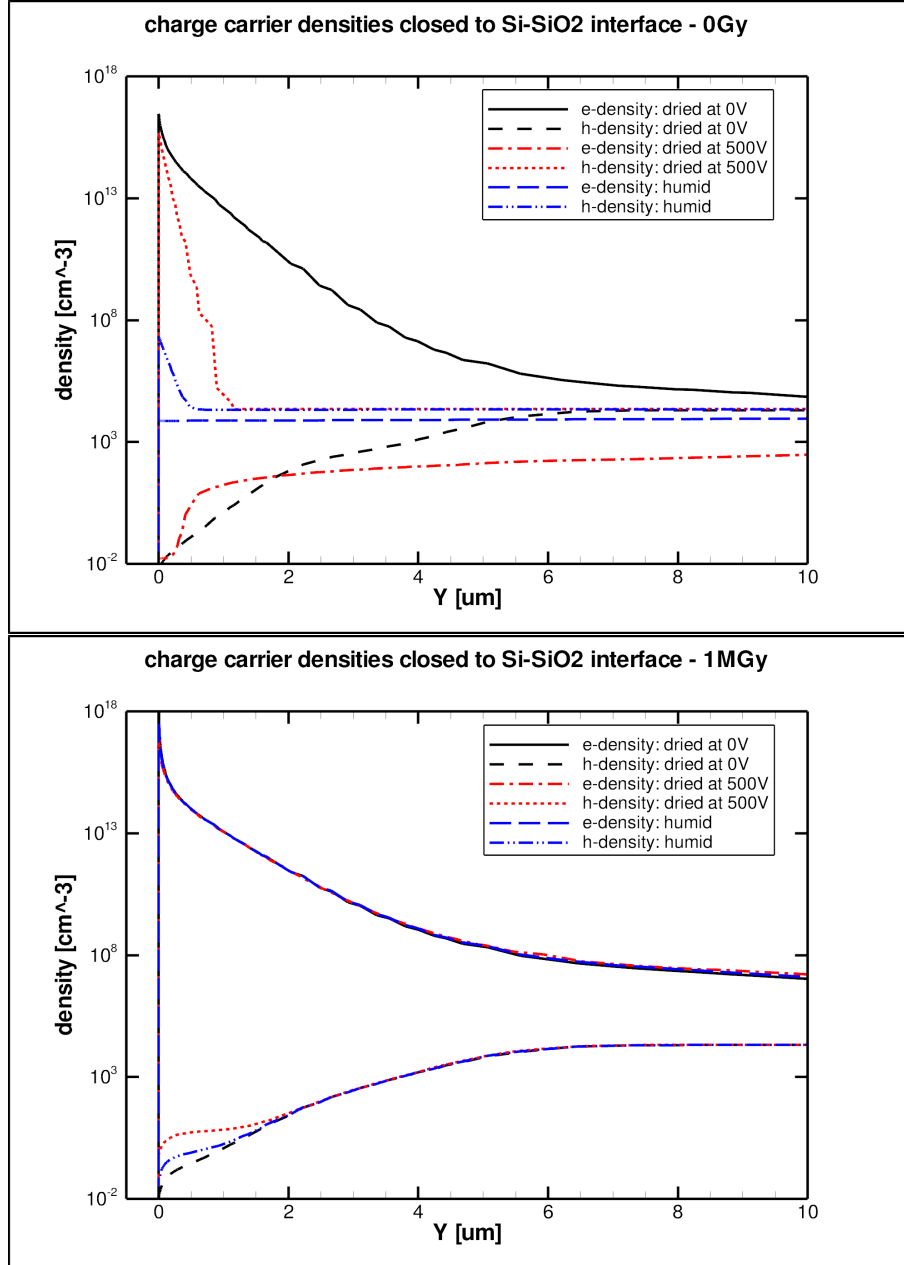 charge carrier densities closed to Si-SiO2 interface - 0Gy
10^18
10^13
10^8
10^3
10^-2
density [cm^-3]
e-density: dried at 0V
h-density: dried at 0V
e-density: dried at 500V
h-density: dried at 500V
e-density: humid
h-density: humid
0 2 4 6 8 10
Y [um]
charge carrier densities closed to Si-SiO2 interface - 1MGy
10^18
10^13
10^8
10^3
10^-2
density [cm^-3]
e-density: dried at 0V
h-density: dried at 0V
e-density: dried at 500V
h-density: dried at 500V
e-density: humid
h-density: humid
0 2 4 6 8 10
Y [um]